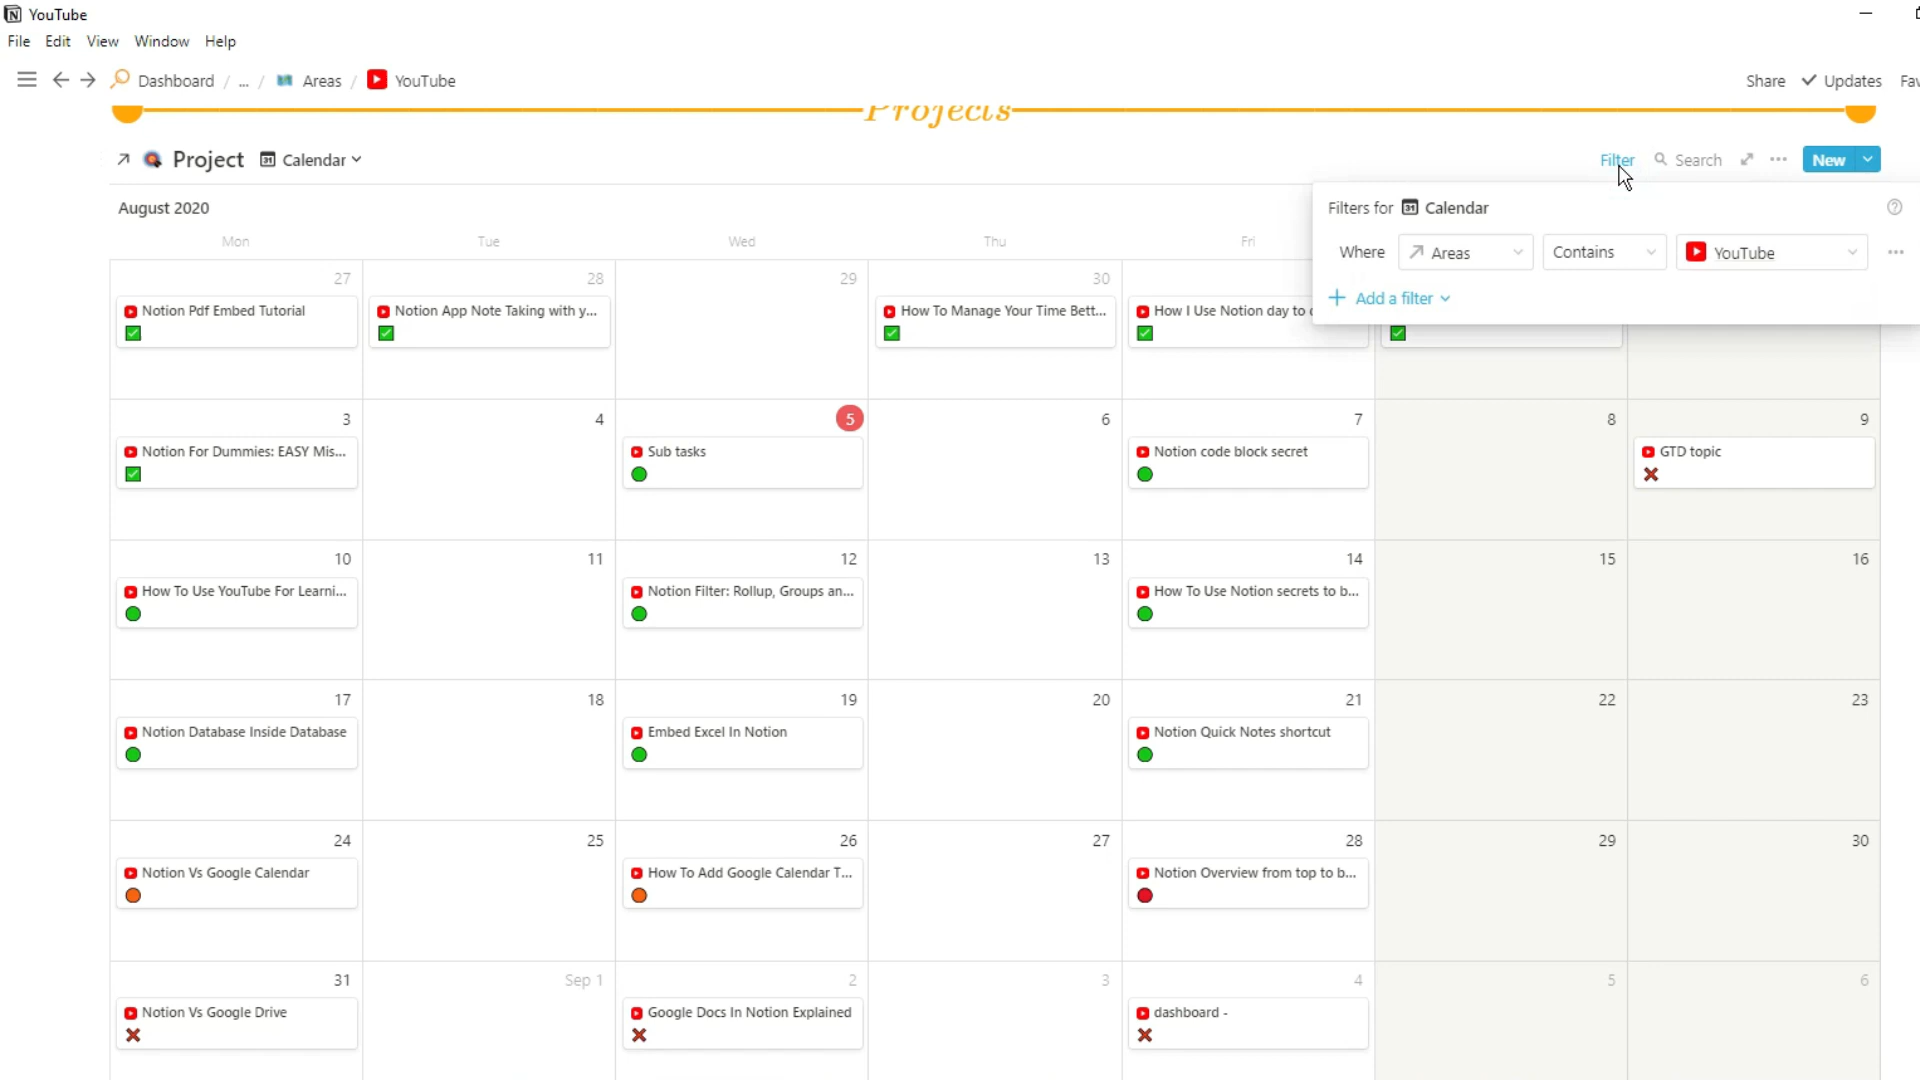 YouTube
File Edit View Window Help
Dashboard / ... / Areas / YouTube Share Updates Fav
Projects
Project Calendar Filter Search New
August 2020
Filters for Calendar
Where Areas Contains YouTube
Add a filter
Mon Tue Wed Thu Fri
27 28 29 30
Notion Pdf Embed Tutorial
Notion App Note Taking with y...
How To Manage Your Time Bett...
How I Use Notion day to
3 4 5 6 7 8 9
Notion For Dummies: EASY Mis...
Sub tasks
Notion code block secret
GTD topic
10 11 12 13 14 15 16
How To Use YouTube For Learni...
Notion Filter: Rollup, Groups an...
How To Use Notion secrets to b...
17 18 19 20 21 22 23
Notion Database Inside Database
Embed Excel In Notion
Notion Quick Notes shortcut
24 25 26 27 28 29 30
Notion Vs Google Calendar
How To Add Google Calendar T...
Notion Overview from top to b...
31 Sep 1 2 3 4 5 6
Notion Vs Google Drive
Google Docs In Notion Explained
dashboard -